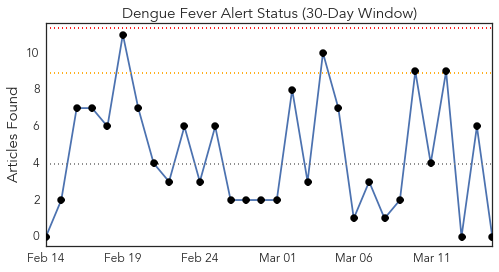 Dengue Fever Alert Status (30-Day Window)
Articles Found
10
8
6
4
2
0
Feb 14 Feb 19 Feb 24 Mar 01 Mar 06 Mar 11